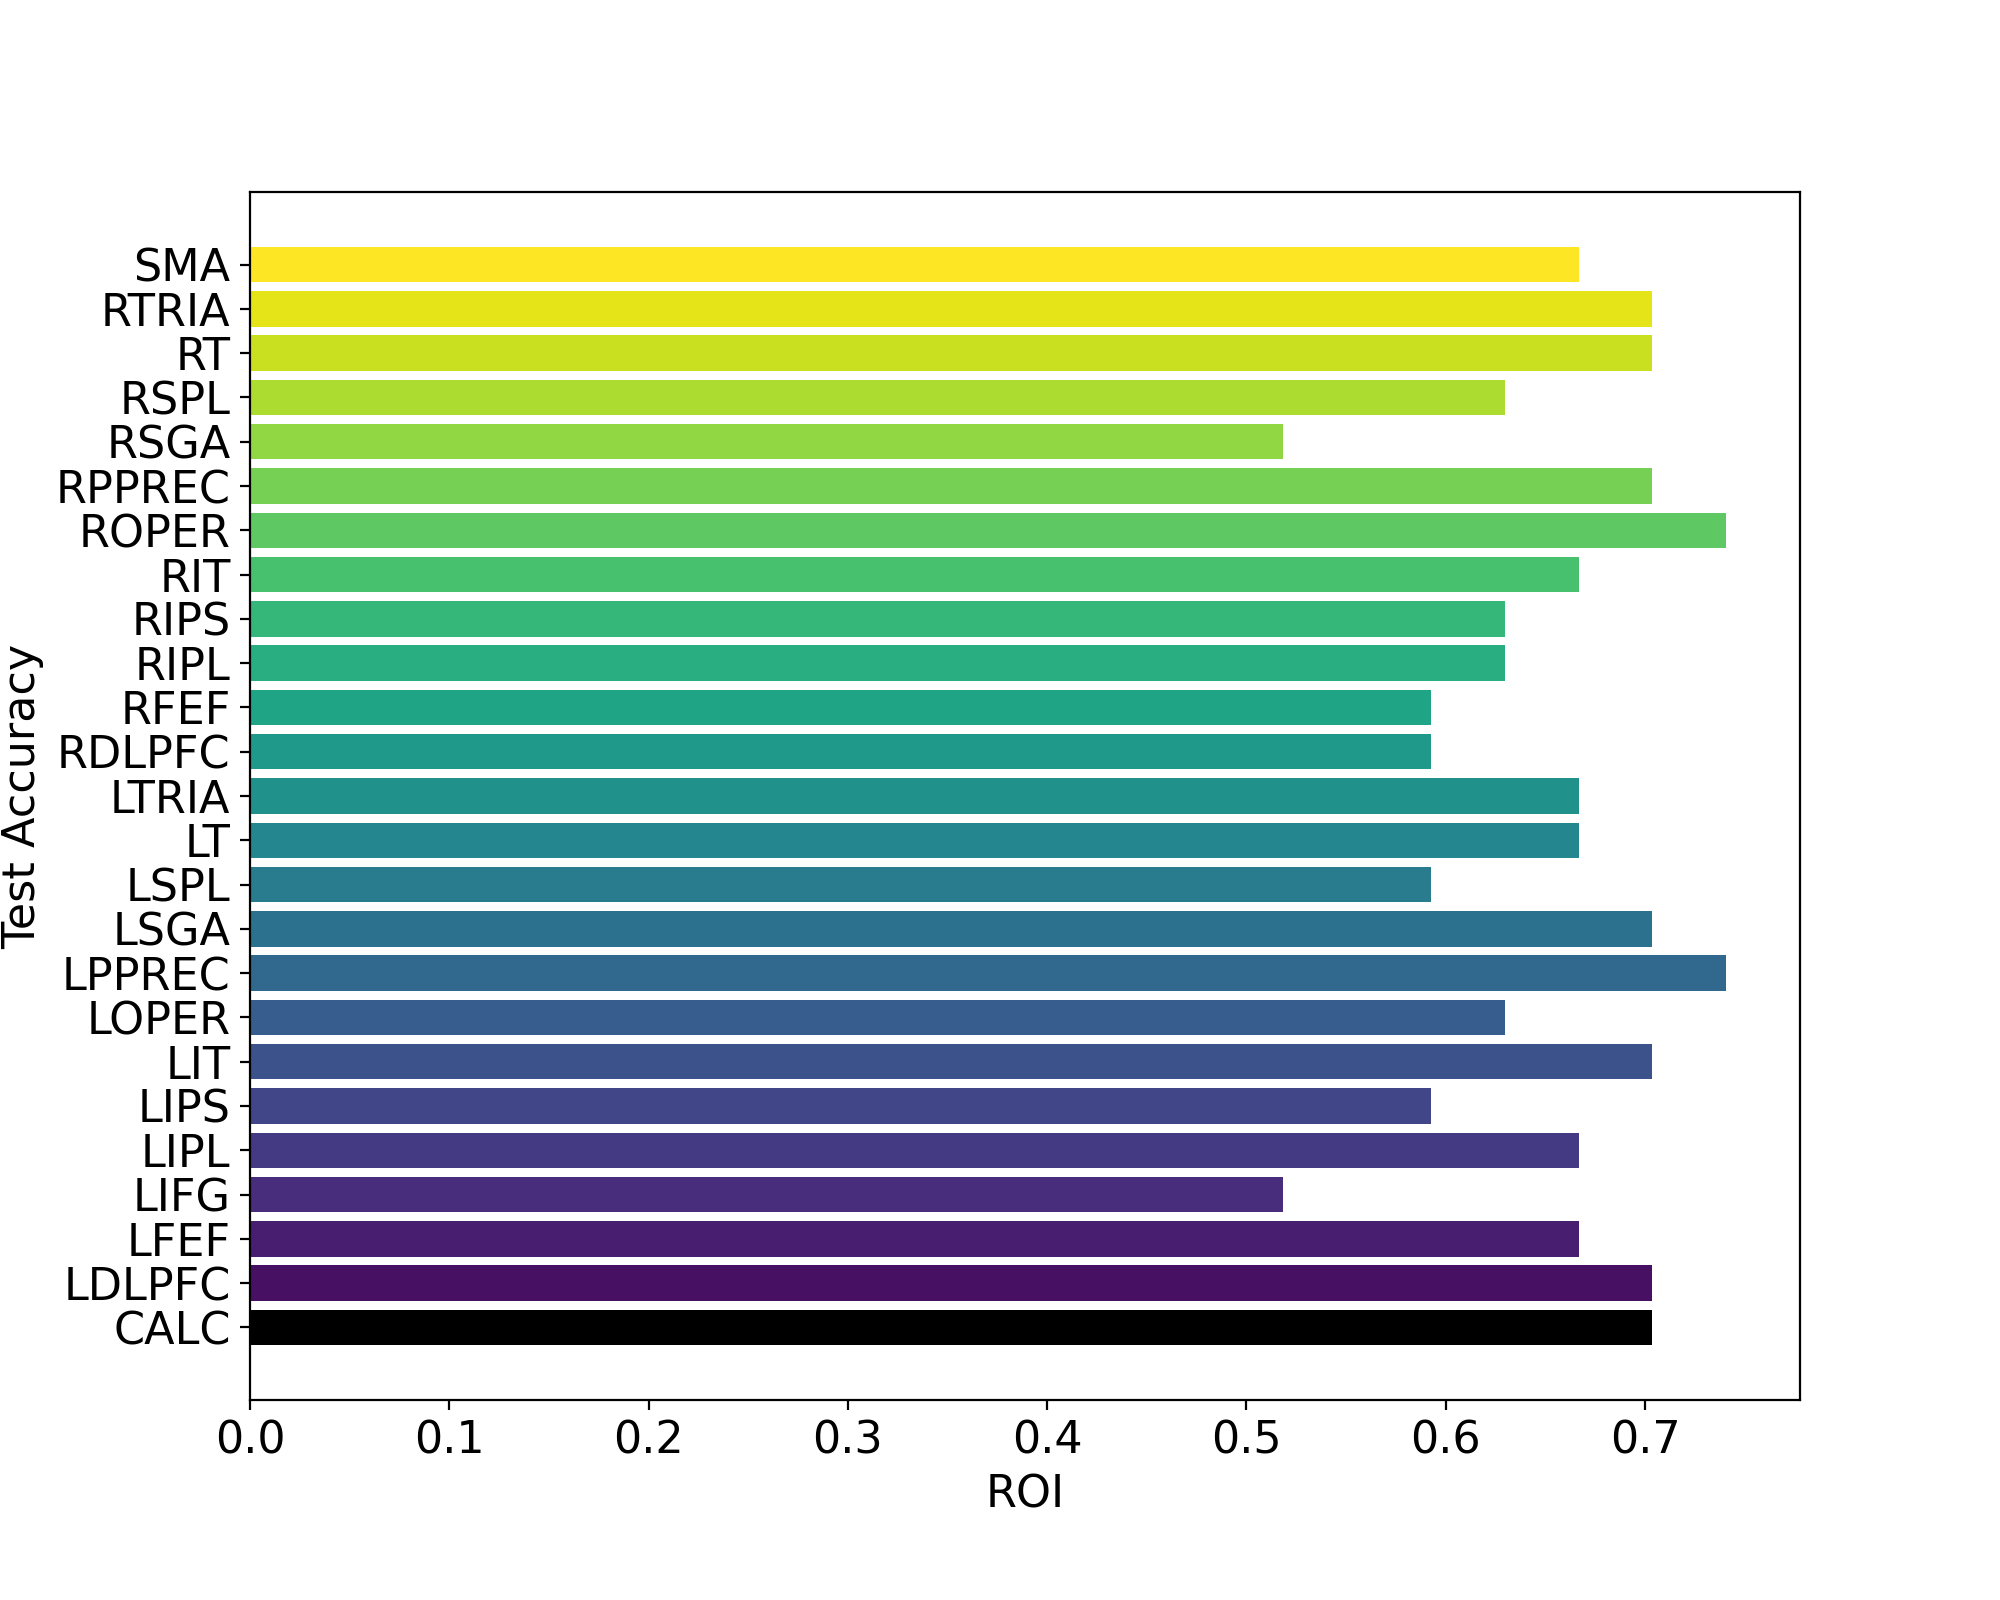 SMA
RTRIA
RT
RSPL
RSGA
RPPREC
ROPER
RIT
RIPS
RIPL
RFEF
RDLPFC
LTRIA
LT
LSPL
LSGA
LPPREC
LOPER
LIT
LIPS
LIPL
LIFG
LFEF
LDLPFC
CALC
Test Accuracy
0.0 0.1 0.2 0.3 0.4 0.5 0.6 0.7
ROI